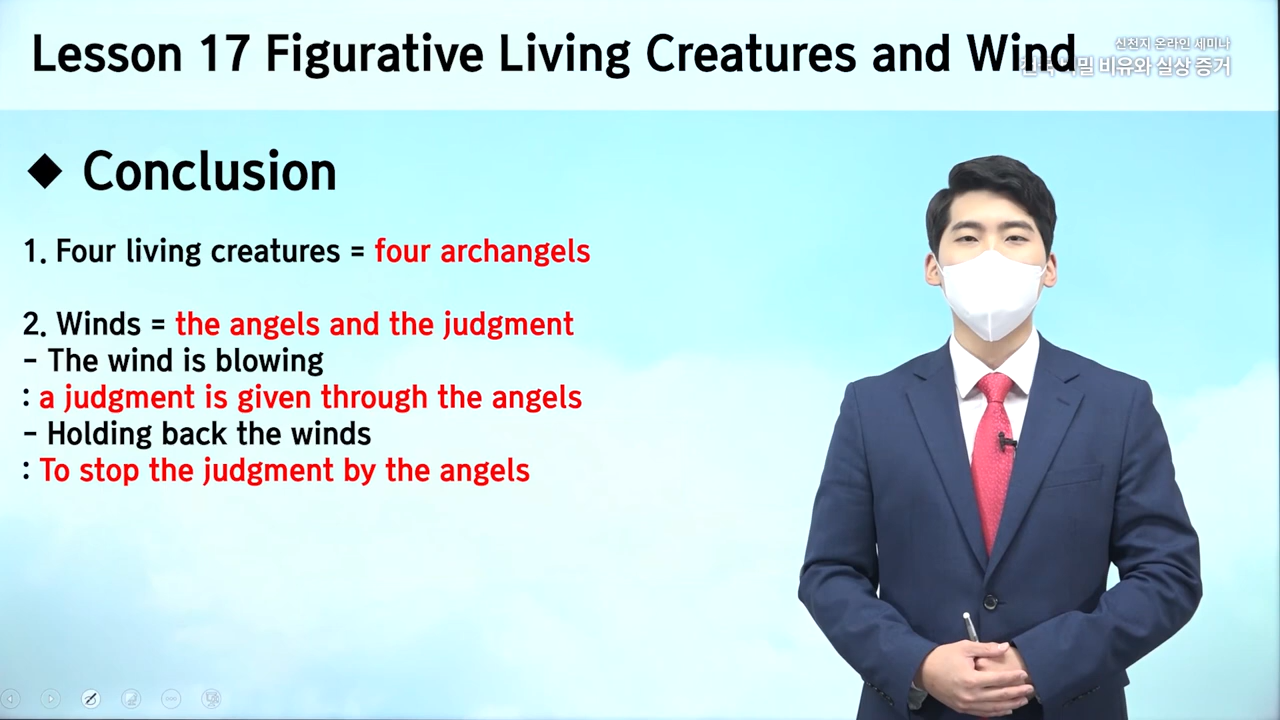 Lesson 17 Figurative Living Creatures and Wind
신천지 온라인 세미나
비유와 실상 증거
◆ Conclusion
1. Four living creatures = four archangels
2. Winds = the angels and the judgment
- The wind is blowing
: a judgment is given through the angels
- Holding back the winds
: To stop the judgment by the angels